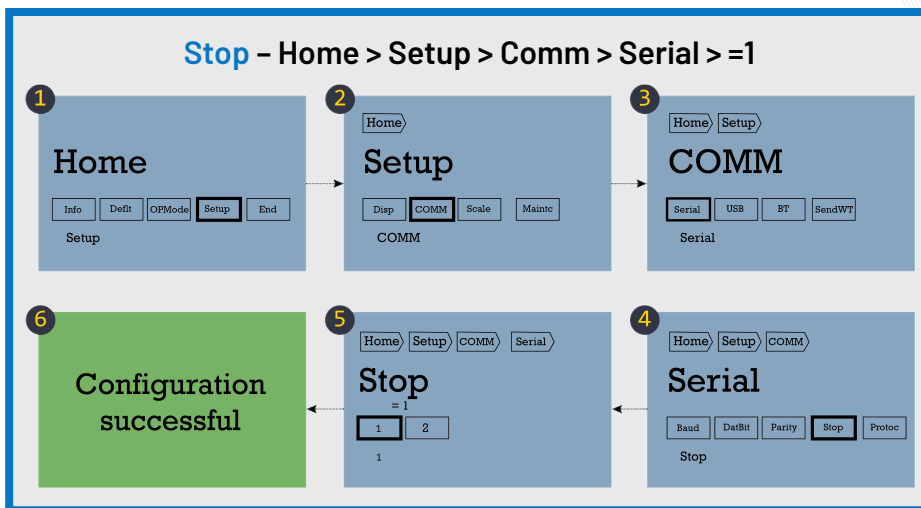 Stop – Home > Setup > Comm > Serial > =1
1
Home
Info Deflt OPMode Setup End
Setup
2
Home
Setup
Disp COMM Scale Maintc
COMM
3
Home Setup
COMM
Serial USB BT SendWT
Serial
4
Home Setup COMM
Serial
Baud DatBit Parity Stop Protoc
Stop
5
Home Setup COMM Serial
Stop
= 1
1 2
1
6
Configuration
successful